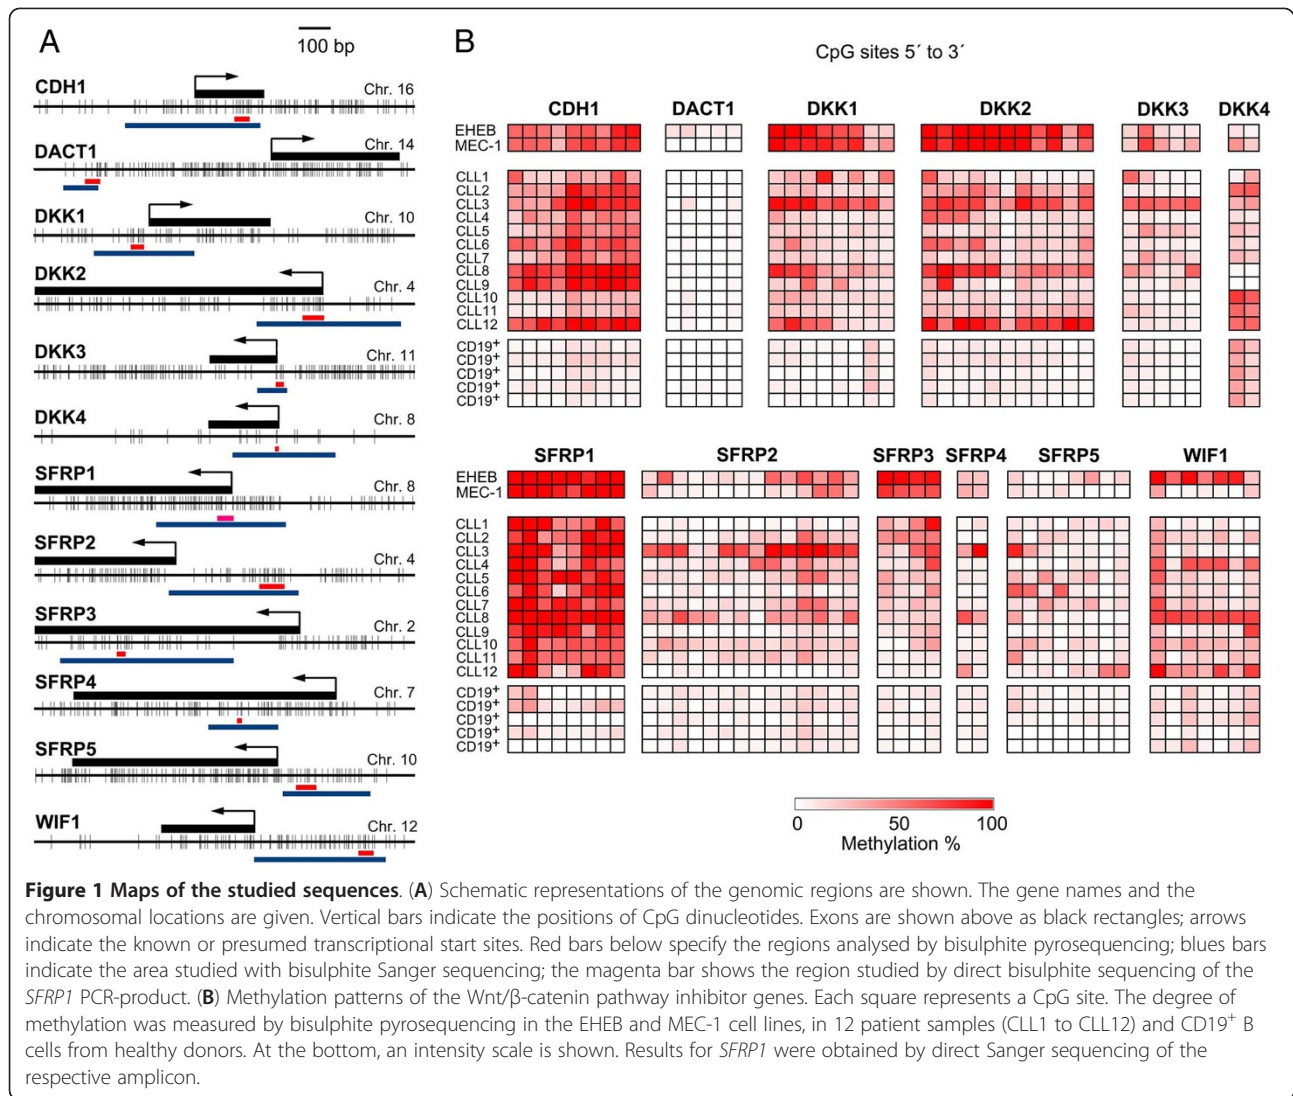 A
100 bp
CDH1
Chr. 16
DACT1
Chr. 14
DKK1
Chr. 10
DKK2
Chr. 4
DKK3
Chr. 11
DKK4
Chr. 8
SFRP1
Chr. 8
SFRP2
Chr. 4
SFRP3
Chr. 2
SFRP4
Chr. 7
SFRP5
Chr. 10
WIF1
Chr. 12
B
CpG sites 5´ to 3´
CDH1 DACT1 DKK1 DKK2 DKK3 DKK4
EHEB
MEC-1
CLL1
CLL2
CLL3
CLL4
CLL5
CLL6
CLL7
CLL8
CLL9
CLL10
CLL11
CLL12
CD19+
CD19+
CD19+
CD19+
CD19+
SFRP1 SFRP2 SFRP3 SFRP4 SFRP5 WIF1
EHEB
MEC-1
CLL1
CLL2
CLL3
CLL4
CLL5
CLL6
CLL7
CLL8
CLL9
CLL10
CLL11
CLL12
CD19+
CD19+
CD19+
CD19+
CD19+
0 50 100
Methylation %
Figure 1 Maps of the studied sequences. (A) Schematic representations of the genomic regions are shown. The gene names and the
chromosomal locations are given. Vertical bars indicate the positions of CpG dinucleotides. Exons are shown above as black rectangles; arrows
indicate the known or presumed transcriptional start sites. Red bars below specify the regions analysed by bisulphite pyrosequencing; blues bars
indicate the area studied with bisulphite Sanger sequencing; the magenta bar shows the region studied by direct bisulphite sequencing of the
SFRP1 PCR-product. (B) Methylation patterns of the Wnt/β-catenin pathway inhibitor genes. Each square represents a CpG site. The degree of
methylation was measured by bisulphite pyrosequencing in the EHEB and MEC-1 cell lines, in 12 patient samples (CLL1 to CLL12) and CD19+ B
cells from healthy donors. At the bottom, an intensity scale is shown. Results for SFRP1 were obtained by direct Sanger sequencing of the
respective amplicon.